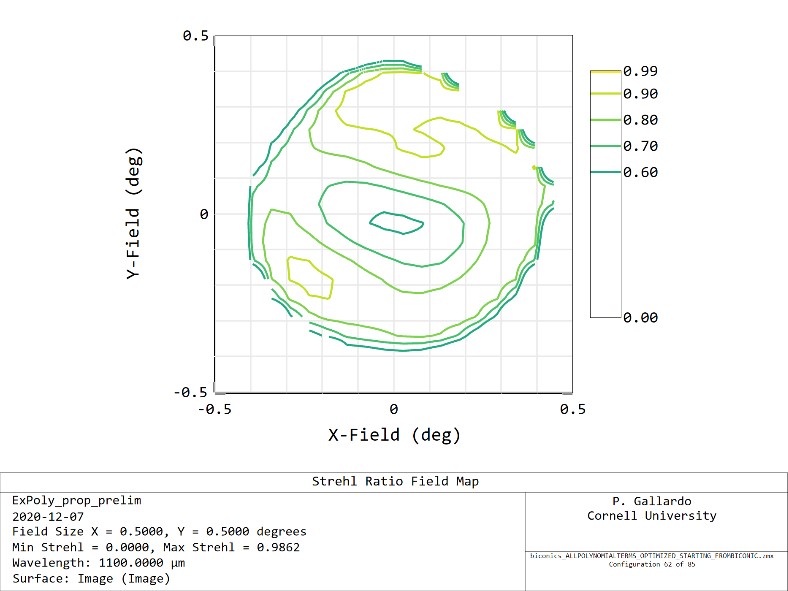 0.5
0
-0.5
-0.5
0
0.5
Y-Field (deg)
X-Field (deg)
0.99
0.90
0.80
0.70
0.60
0.00
Strehl Ratio Field Map
ExPoly_prop_prelim
2020-12-07
Field Size X = 0.5000, Y = 0.5000 degrees
Min Strehl = 0.0000, Max Strehl = 0.9862
Wavelength: 1100.0000 µm
Surface: Image (Image)
P. Gallardo
Cornell University
biconics_ALLPOLYNOMIALTERMS_OPTIMIZED_STARTING_FROMBICONIC.zmx
Configuration 62 of 85